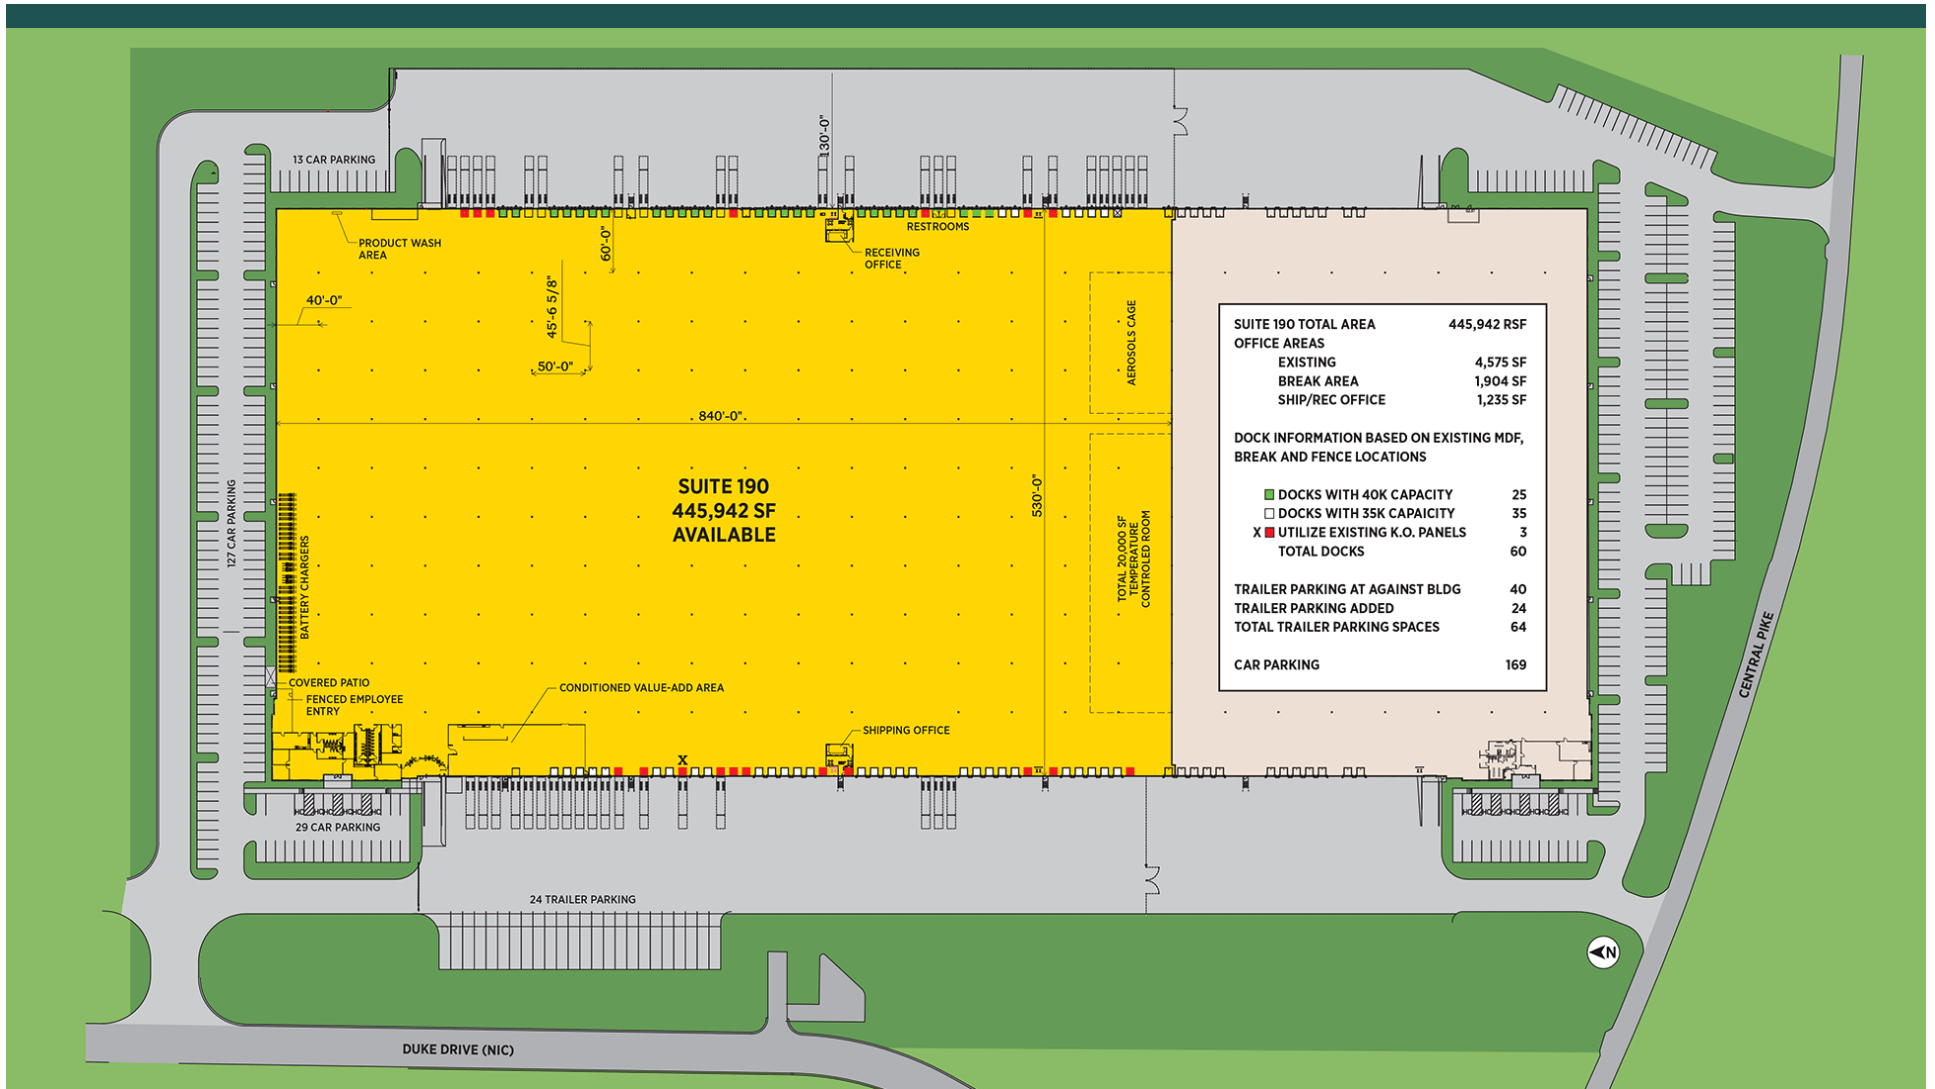 13 CAR PARKING
130'-0"
PRODUCT WASH
AREA
60'-0"
RESTROOMS
RECEIVING
OFFICE
40'-0"
45'-6 5/8"
50'-0"
AEROSOLS CAGE
840'-0"
530'-0"
SUITE 190
445,942 SF
AVAILABLE
127 CAR PARKING
BATTERY CHARGERS
TOTAL 20,000 SF
TEMPERATURE
CONTROLED ROOM
COVERED PATIO
FENCED EMPLOYEE
ENTRY
CONDITIONED VALUE-ADD AREA
SHIPPING OFFICE
X
SUITE 190 TOTAL AREA 445,942 RSF
OFFICE AREAS
EXISTING 4,575 SF
BREAK AREA 1,904 SF
SHIP/REC OFFICE 1,235 SF
DOCK INFORMATION BASED ON EXISTING MDF,
BREAK AND FENCE LOCATIONS
DOCKS WITH 40K CAPACITY 25
DOCKS WITH 35K CAPAICITY 35
X UTILIZE EXISTING K.O. PANELS 3
TOTAL DOCKS 60
TRAILER PARKING AT AGAINST BLDG 40
TRAILER PARKING ADDED 24
TOTAL TRAILER PARKING SPACES 64
CAR PARKING 169
CENTRAL PIKE
29 CAR PARKING
24 TRAILER PARKING
N
DUKE DRIVE (NIC)